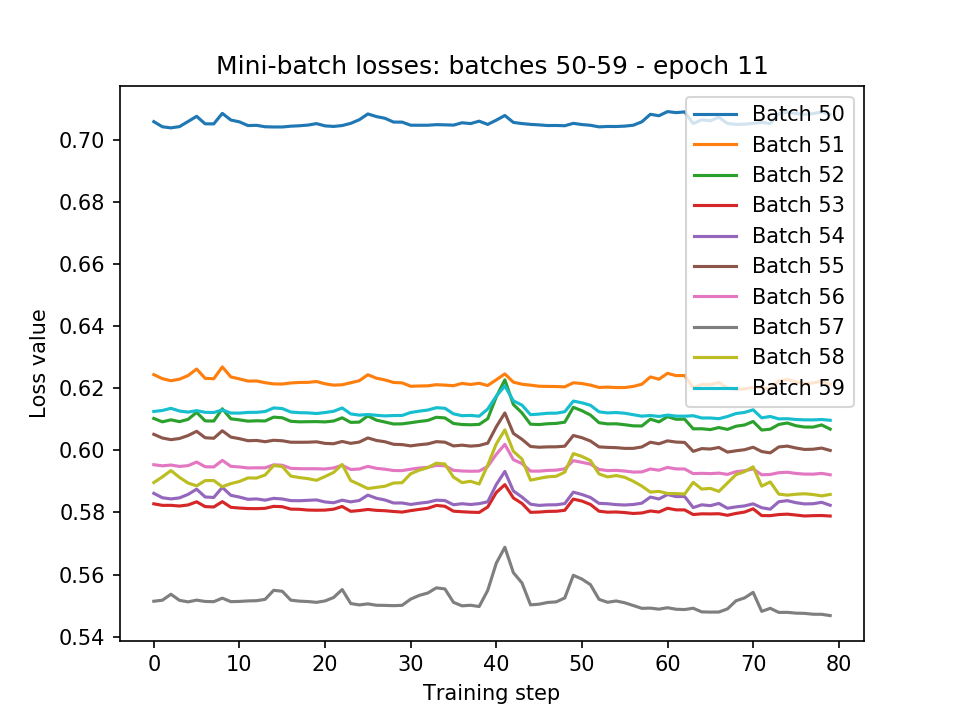 Mini-batch losses: batches 50-59 - epoch 11
Loss value
0.70
0.68
0.66
0.64
0.62
0.60
0.58
0.56
0.54
Batch 50
Batch 51
Batch 52
Batch 53
Batch 54
Batch 55
Batch 56
Batch 57
Batch 58
Batch 59
0 10 20 30 40 50 60 70 80
Training step